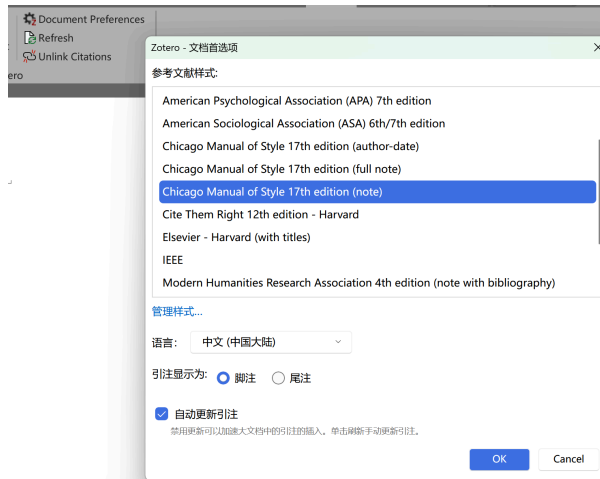 Document Preferences
Refresh
Unlink Citations
ero
Zotero - 文档首选项
参考文献样式:
American Psychological Association (APA) 7th edition
American Sociological Association (ASA) 6th/7th edition
Chicago Manual of Style 17th edition (author-date)
Chicago Manual of Style 17th edition (full note)
Chicago Manual of Style 17th edition (note)
Cite Them Right 12th edition - Harvard
Elsevier - Harvard (with titles)
IEEE
Modern Humanities Research Association 4th edition (note with bibliography)
管理样式...
语言: 中文 (中国大陆)
引注显示为: 脚注 尾注
自动更新引注
禁用更新可以加速大文档中的引注的插入。单击刷新手动更新引注。
OK Cancel